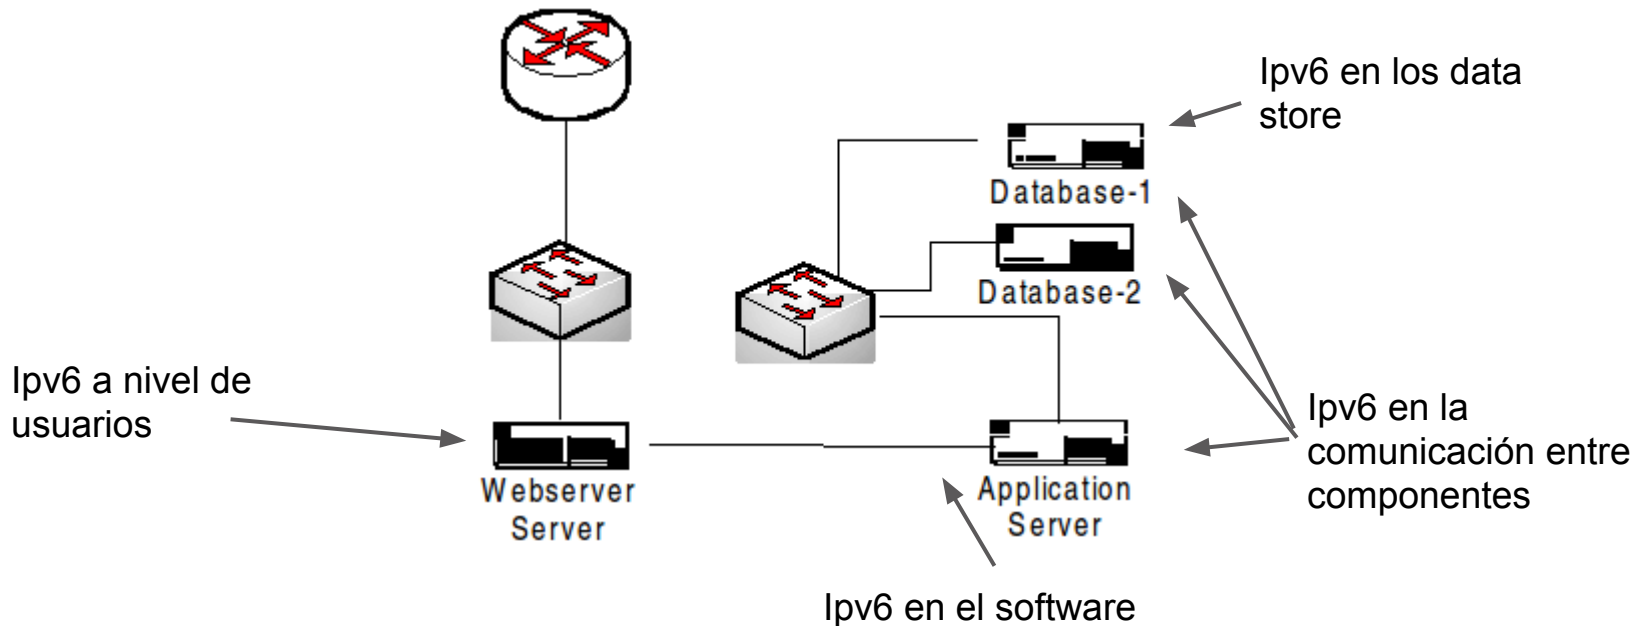 Ipv6 en los data
store
Database-1
Database-2
Ipv6 a nivel de
usuarios
Webserver
Server
Application
Server
Ipv6 en la
comunicación entre
componentes
Ipv6 en el software